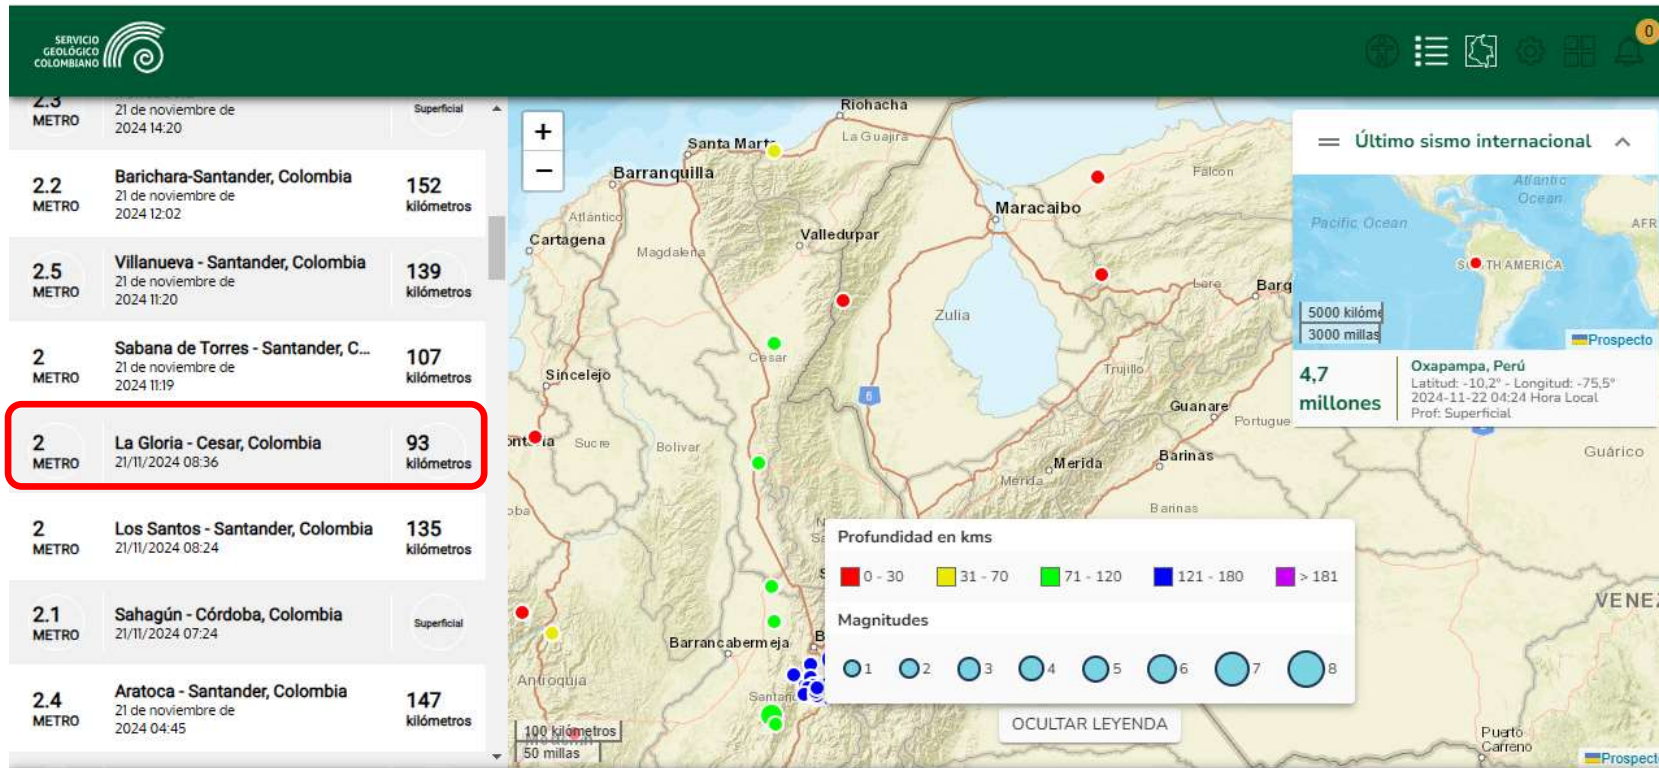 SERVICIO
GEOLÓGICO
COLOMBIANO
0
2.3
METRO
21 de noviembre de
2024 14:20
Superficial
2.2
METRO
Barichara-Santander, Colombia
21 de noviembre de
2024 12:02
152
kilómetros
2.5
METRO
Villanueva - Santander, Colombia
21 de noviembre de
2024 11:20
139
kilómetros
2
METRO
Sabana de Torres - Santander, C...
21 de noviembre de
2024 11:19
107
kilómetros
2
METRO
La Gloria - Cesar, Colombia
21/11/2024 08:36
93
kilómetros
2
METRO
Los Santos - Santander, Colombia
21/11/2024 08:24
135
kilómetros
2.1
METRO
Sahagún - Córdoba, Colombia
21/11/2024 07:24
Superficial
2.4
METRO
Aratoca - Santander, Colombia
21 de noviembre de
2024 04:45
147
kilómetros
+
−
Riohacha
La Guajira
Santa Marta
Barranquilla
Falcon
Maracaibo
Atlántico
Cartagena
Valledupar
Magdalena
Lara
Barq
Zulia
Cesar
Sincelejo
Trujillo
6
Guanare
Portugue
Sucre
Bolivar
Merida
Merida
Barinas
Guárico
Barinas
oba
VENEZ
Barrancabermeja
Antioquia
Santand
Puerto
Carreno
100 kilómetros
50 millas
Prospect
Último sismo internacional
Atlantic
Ocean
Pacific Ocean
AFR
SOUTH AMERICA
5000 kilóme
3000 millas
Prospecto
4,7
millones
Oxapampa, Perú
Latitud: -10,2° - Longitud: -75,5°
2024-11-22 04:24 Hora Local
Prof: Superficial
Profundidad en kms
0 - 30 31 - 70 71 - 120 121 - 180 > 181
Magnitudes
1 2 3 4 5 6 7 8
OCULTAR LEYENDA